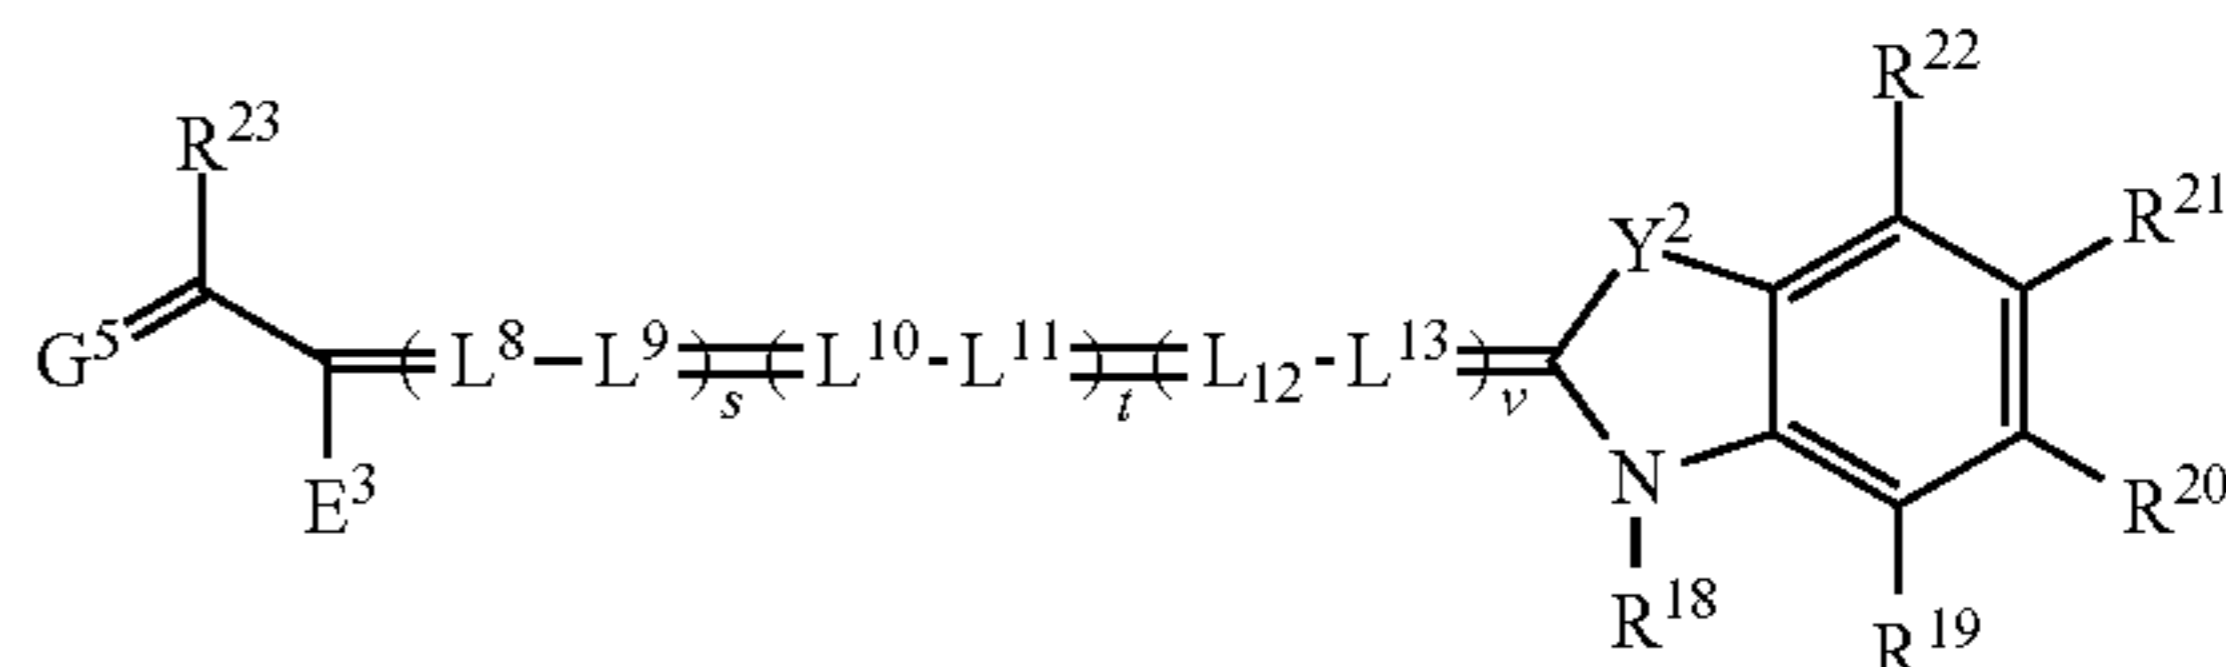 R²²
R²³
R²¹
Y²
G⁵ (L⁸–L⁹)s (L¹⁰-L¹¹)t (L₁₂-L¹³)v
E³
N
R²⁰
R¹⁸
R¹⁹